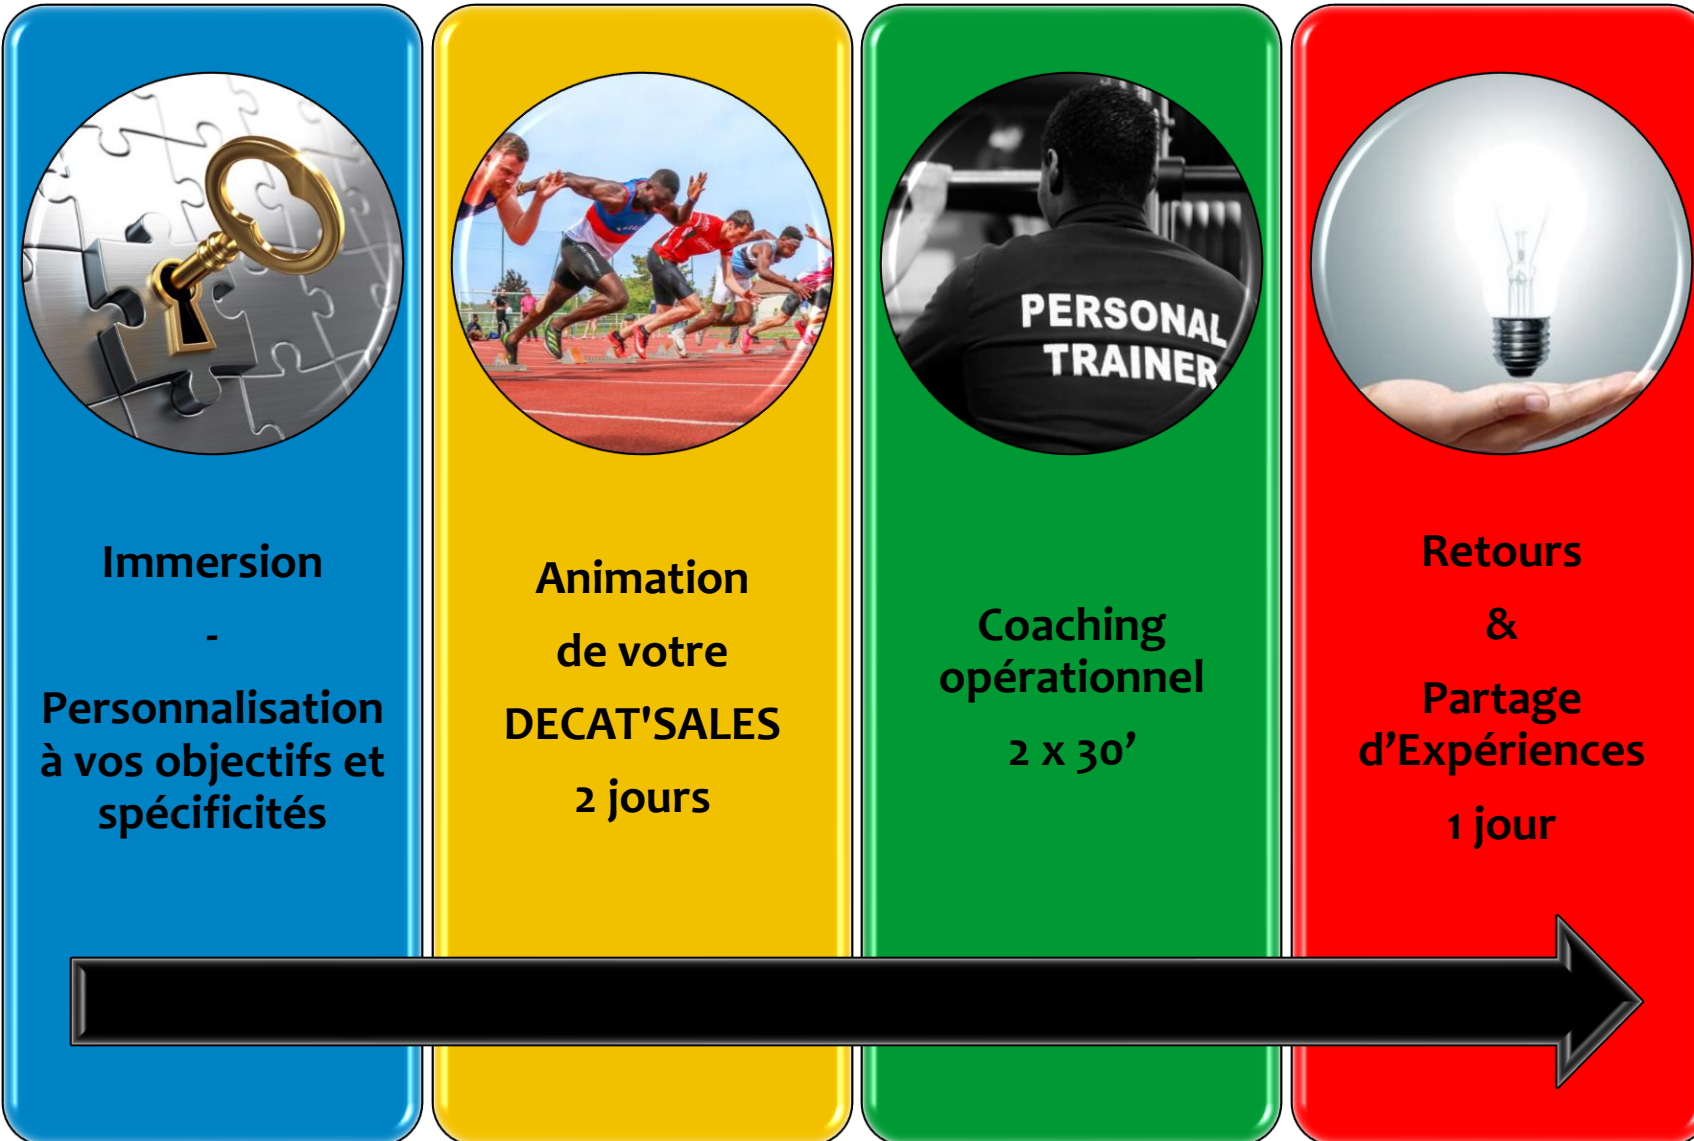 Immersion
-
Personnalisation
à vos objectifs et
spécificités
Animation
de votre
DECAT'SALES
2 jours
PERSONAL
TRAINER
Coaching
opérationnel
2 x 30’
Retours
&
Partage
d’Expériences
1 jour